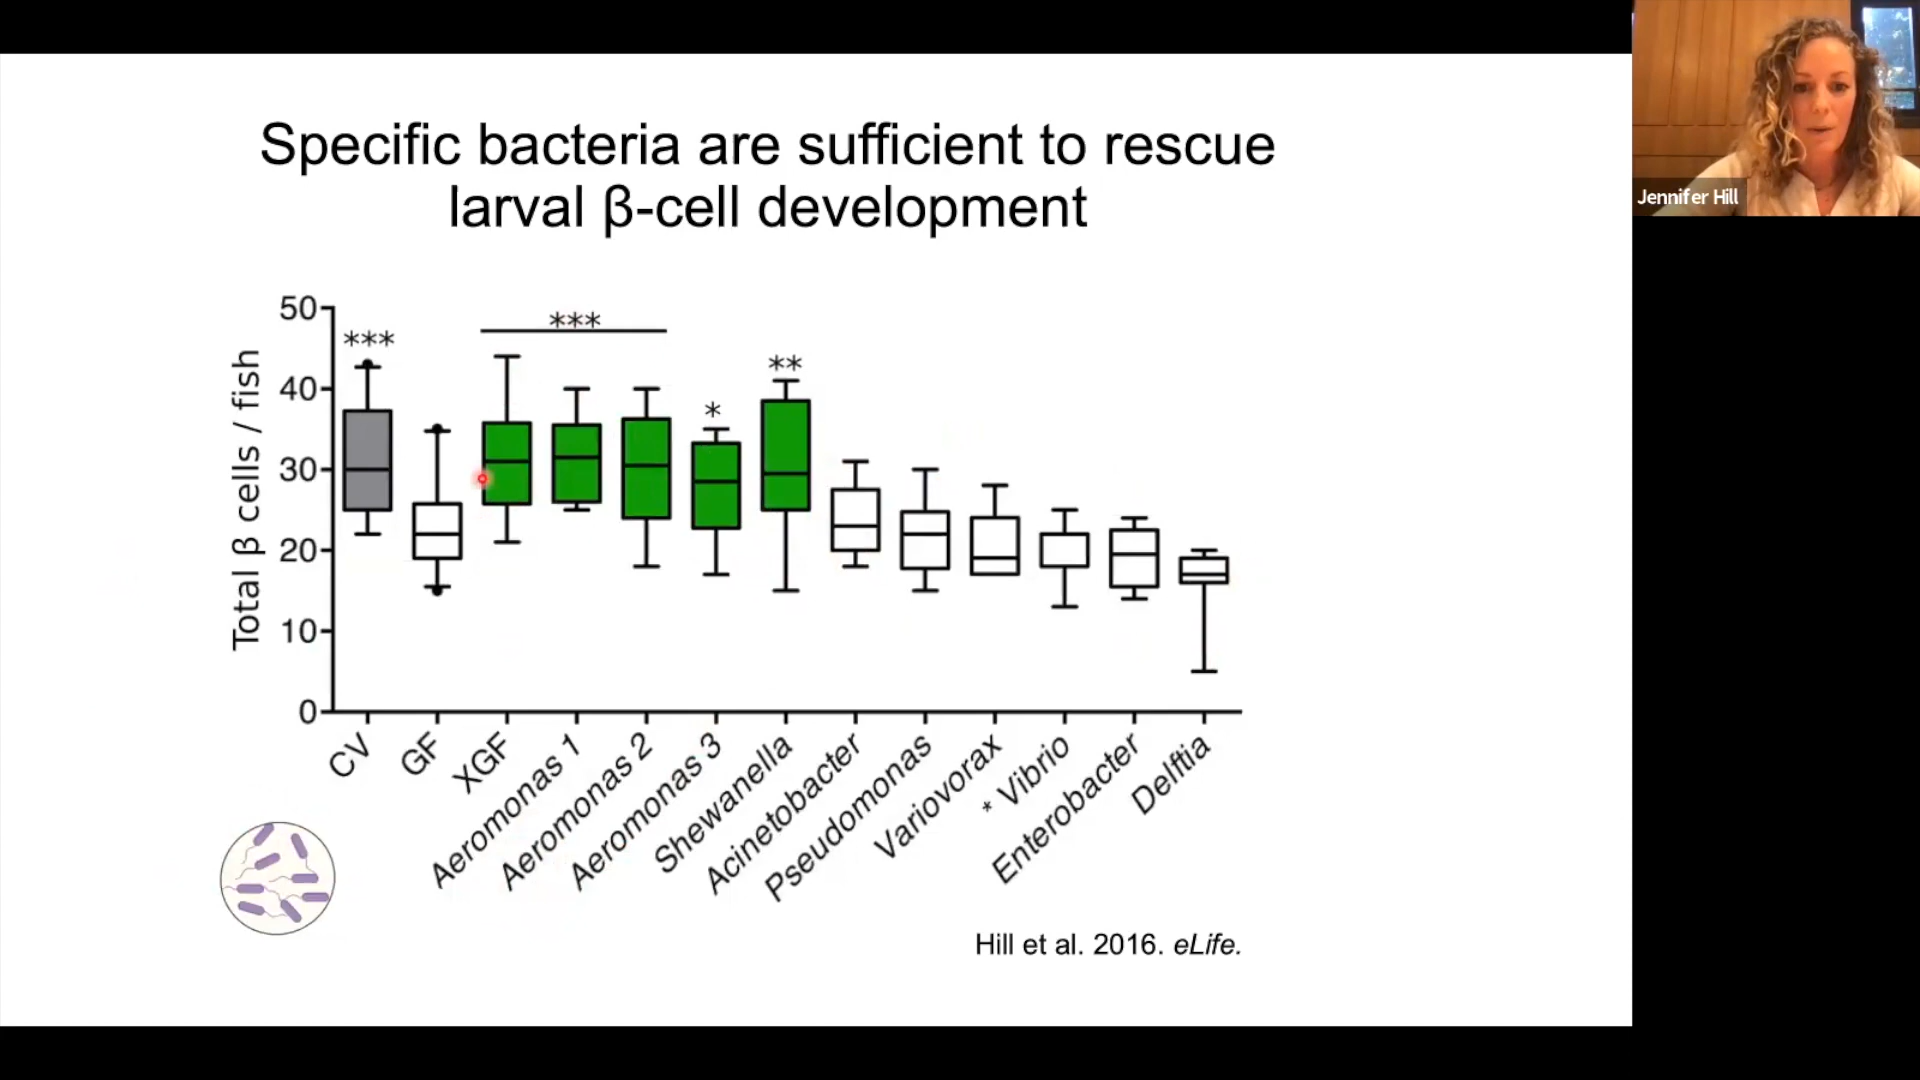 Specific bacteria are sufficient to rescue
larval β-cell development
Jennifer Hill
Total β cells / fish
50
40
30
20
10
0
***
***
*
**
CV
GF
XGF
Aeromonas 1
Aeromonas 2
Aeromonas 3
Shewanella
Acinetobacter
Pseudomonas
Variovorax
* Vibrio
Enterobacter
Delftia
Hill et al. 2016. eLife.